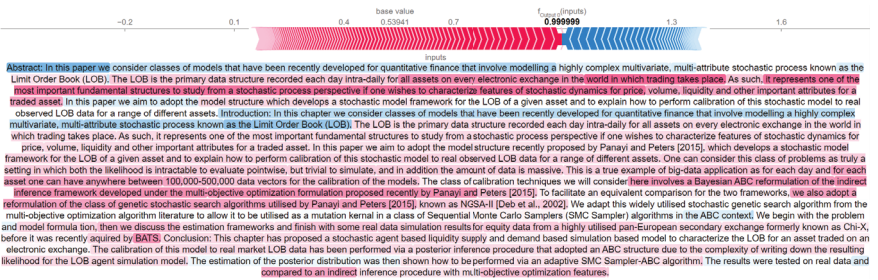 base value
f Output 0 (inputs)
−0.2 0.1 0.4 0.53941 0.7 0.999999 1.3 1.6
inputs
Abstract: In this paper we consider classes of models that have been recently developed for quantitative finance that involve modelling a highly complex multivariate, multi-attribute stochastic process known as the
Limit Order Book (LOB). The LOB is the primary data structure recorded each day intra-daily for all assets on every electronic exchange in the world in which trading takes place. As such, it represents one of the
most important fundamental structures to study from a stochastic process perspective if one wishes to characterize features of stochastic dynamics for price, volume, liquidity and other important attributes for a
traded asset. In this paper we aim to adopt the model structure which develops a stochastic model framework for the LOB of a given asset and to explain how to perform calibration of this stochastic model to real
observed LOB data for a range of different assets. Introduction: In this chapter we consider classes of models that have been recently developed for quantitative finance that involve modelling a highly complex
multivariate, multi-attribute stochastic process known as the Limit Order Book (LOB). The LOB is the primary data structure recorded each day intra-daily for all assets on every electronic exchange in the world in
which trading takes place. As such, it represents one of the most important fundamental structures to study from a stochastic process perspective if one wishes to characterize features of stochastic dynamics for
price, volume, liquidity and other important attributes for a traded asset. In this paper we aim to adopt the model structure recently proposed by Panayi and Peters [2015], which develops a stochastic model
framework for the LOB of a given asset and to explain how to perform calibration of this stochastic model to real observed LOB data for a range of different assets. One can consider this class of problems as truly a
setting in which both the likelihood is intractable to evaluate pointwise, but trivial to simulate, and in addition the amount of data is massive. This is a true example of big-data application as for each day and for each
asset one can have anywhere between 100,000-500,000 data vectors for the calibration of the models. The class of calibration techniques we will consider here involves a Bayesian ABC reformulation of the indirect
inference framework developed under the multi-objective optimization formulation proposed recently by Panayi and Peters [2015]. To facilitate an equivalent comparison for the two frameworks, we also adopt a
reformulation of the class of genetic stochastic search algorithms utilised by Panayi and Peters [2015], known as NGSA-II [Deb et al., 2002]. We adapt this widely utilised stochastic genetic search algorithm from the
multi-objective optimization algorithm literature to allow it to be utilised as a mutation kernel in a class of Sequential Monte Carlo Samplers (SMC Sampler) algorithms in the ABC context. We begin with the problem
and model formulation, then we discuss the estimation frameworks and finish with some real data simulation results for equity data from a highly utilised pan-European secondary exchange formerly known as Chi-X,
before it was recently aquired by BATS. Conclusion: This chapter has proposed a stochastic agent based liquidity supply and demand based simulation based model to characterize the LOB for an asset traded on an
electronic exchange. The calibration of this model to real market LOB data has been performed via a posterior inference procedure that adopted an ABC structure due to the complexity of writing down the resulting
likelihood for the LOB agent simulation model. The estimation of the posterior distribution was then shown how to be performed via an adaptive SMC Sampler-ABC algorithm. The results were tested on real data and
compared to an indirect inference procedure with multi-objective optimization features.